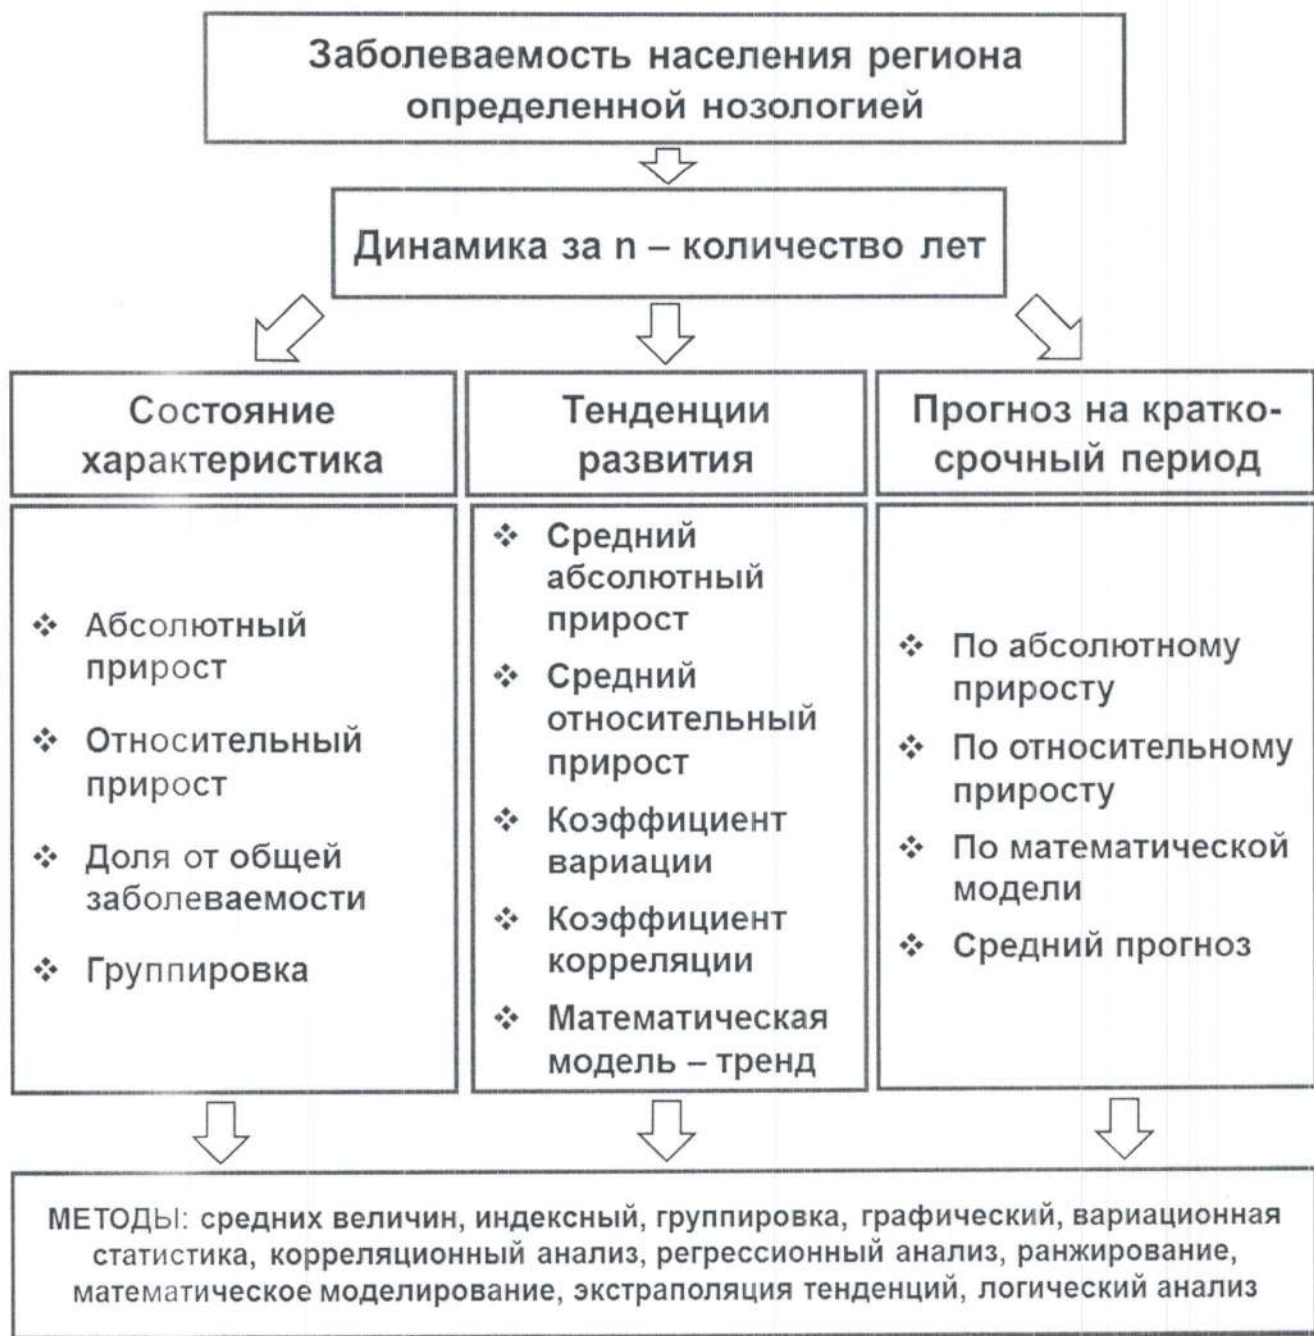 Заболеваемость населения региона
определенной нозологией
Динамика за n – количество лет
Состояние
характеристика
❖ Абсолютный
прирост
❖ Относительный
прирост
❖ Доля от общей
заболеваемости
❖ Группировка
Тенденции
развития
❖ Средний
абсолютный
прирост
❖ Средний
относительный
прирост
❖ Коэффициент
вариации
❖ Коэффициент
корреляции
❖ Математическая
модель – тренд
Прогноз на кратко-
срочный период
❖ По абсолютному
приросту
❖ По относительному
приросту
❖ По математической
модели
❖ Средний прогноз
МЕТОДЫ: средних величин, индексный, группировка, графический, вариационная
статистика, корреляционный анализ, регрессионный анализ, ранжирование,
математическое моделирование, экстраполяция тенденций, логический анализ